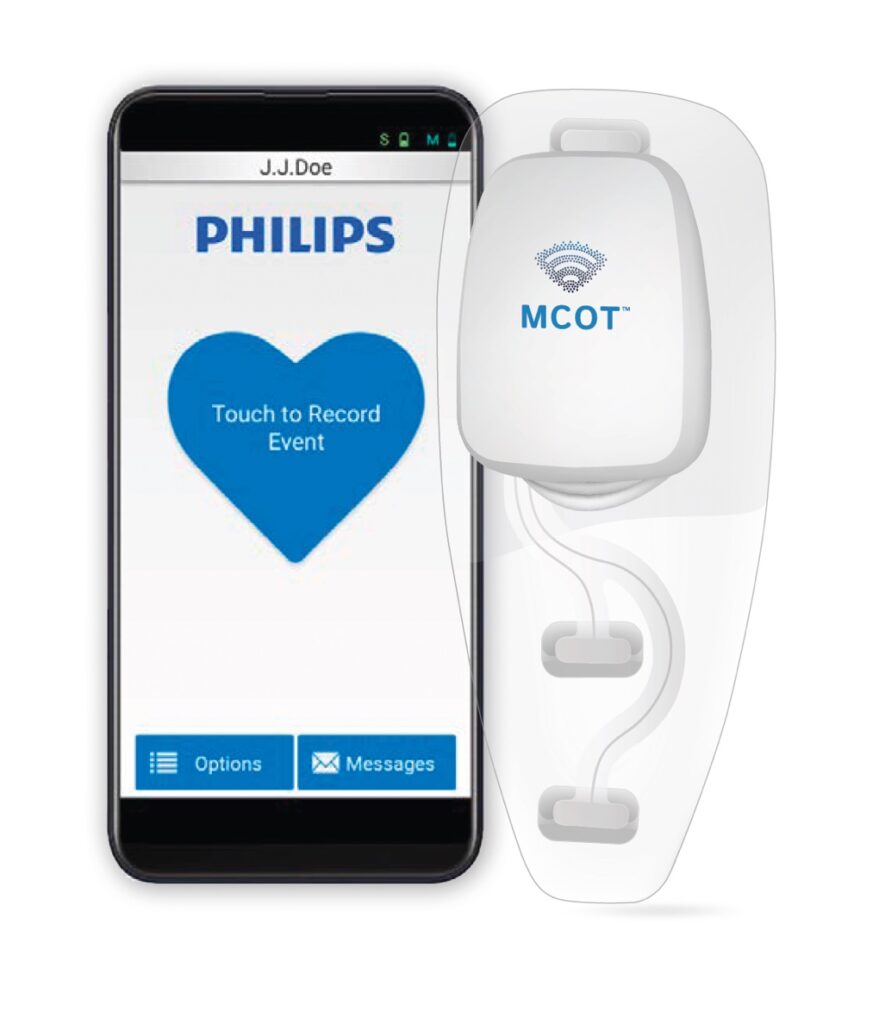 S M
J.J.Doe
PHILIPS
Touch to Record
Event
Options
Messages
MCOT™